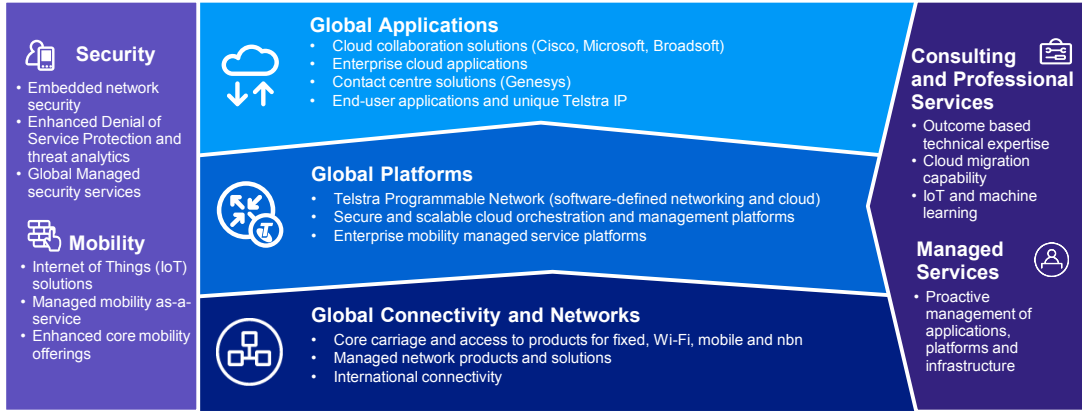 Security
• Embedded network
security
• Enhanced Denial of
Service Protection and
threat analytics
• Global Managed
security services
Mobility
• Internet of Things (IoT)
solutions
• Managed mobility as-a-
service
• Enhanced core mobility
offerings
Global Applications
• Cloud collaboration solutions (Cisco, Microsoft, Broadsoft)
• Enterprise cloud applications
• Contact centre solutions (Genesys)
• End-user applications and unique Telstra IP
Global Platforms
• Telstra Programmable Network (software-defined networking and cloud)
• Secure and scalable cloud orchestration and management platforms
• Enterprise mobility managed service platforms
Global Connectivity and Networks
• Core carriage and access to products for fixed, Wi-Fi, mobile and nbn
• Managed network products and solutions
• International connectivity
Consulting
and Professional
Services
• Outcome based
technical expertise
• Cloud migration
capability
• IoT and machine
learning
Managed
Services
• Proactive
management of
applications,
platforms and
infrastructure